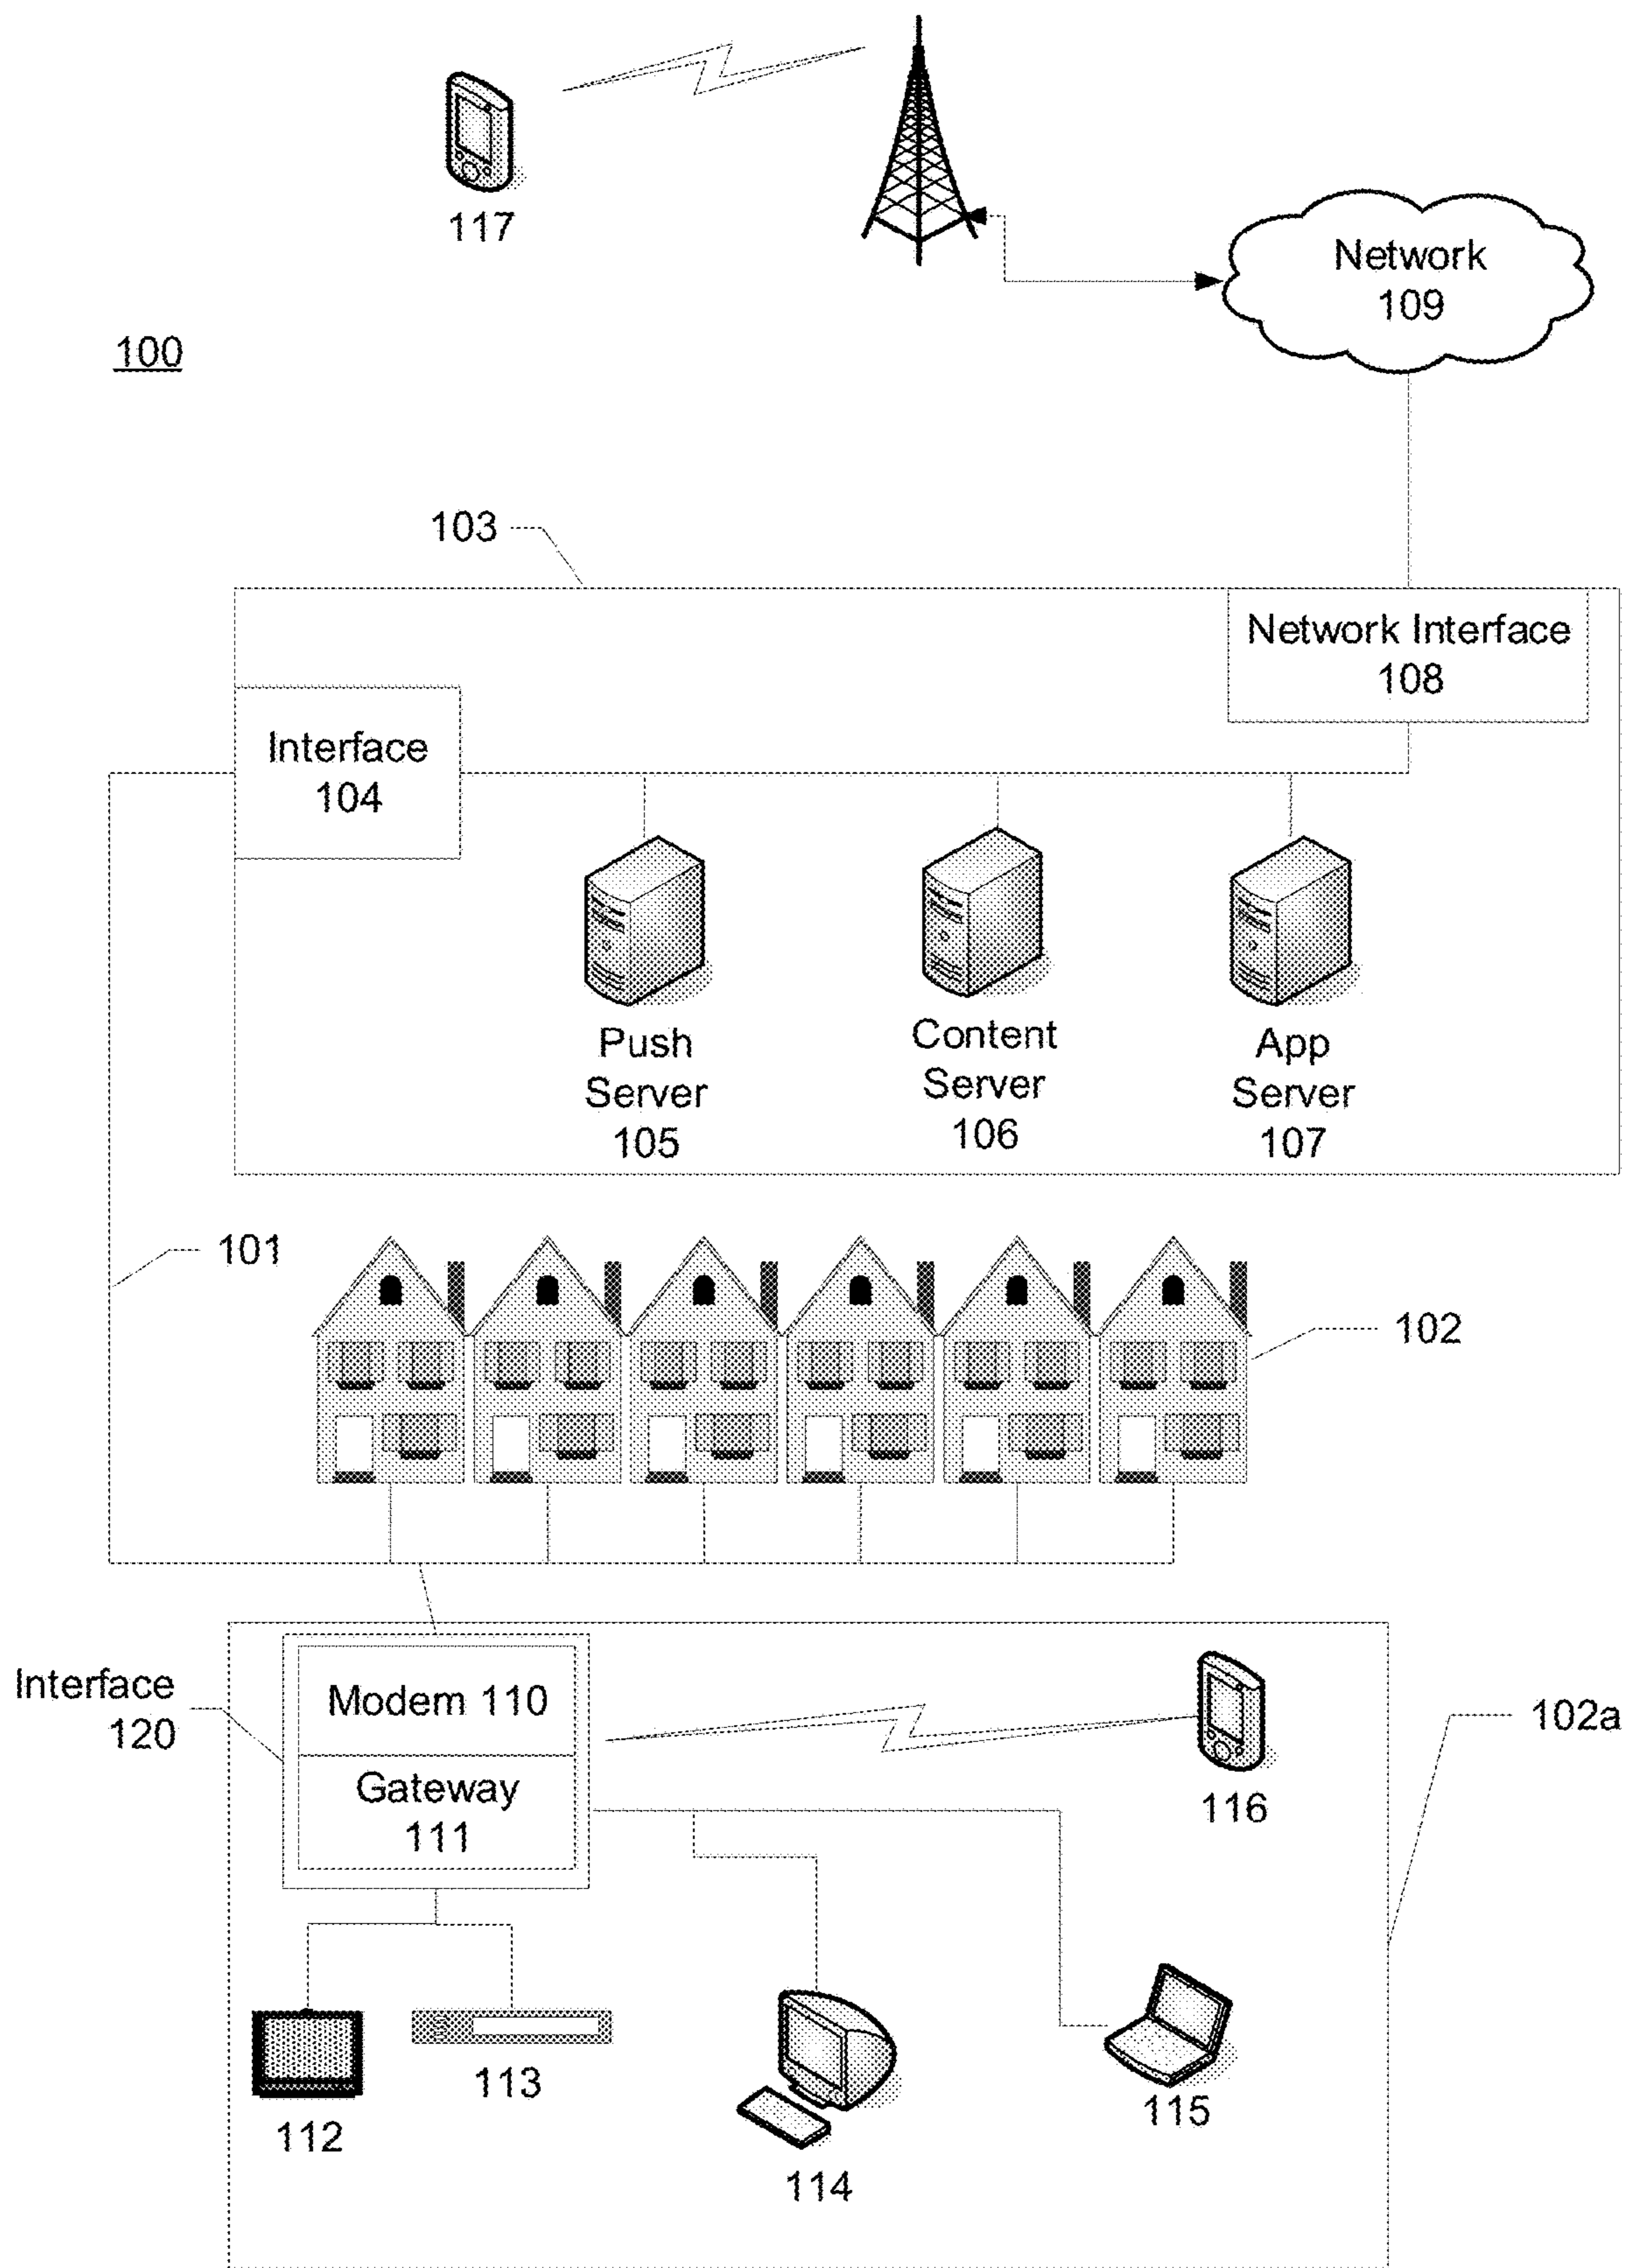 117
Network
109
100
103
Network Interface
108
Interface
104
Push
Server
105
Content
Server
106
App
Server
107
101
102
Interface
120
Modem 110
Gateway
111
116
102a
112
113
114
115